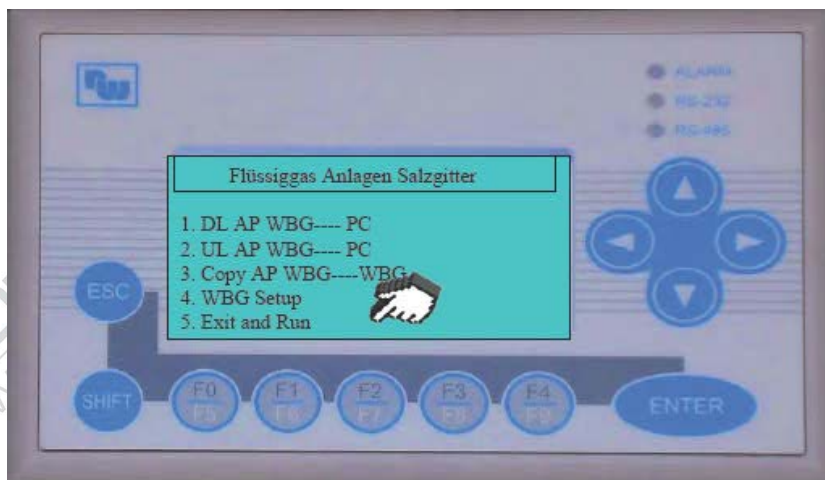 ALARM
RS-232
RS-485
Flüssiggas Anlagen Salzgitter
1. DL AP WBG---- PC
2. UL AP WBG---- PC
3. Copy AP WBG----WBG
4. WBG Setup
5. Exit and Run
ESC
SHIFT
F0 F1 F2 F3 F4
F5 F6 F7 F8 F9
ENTER